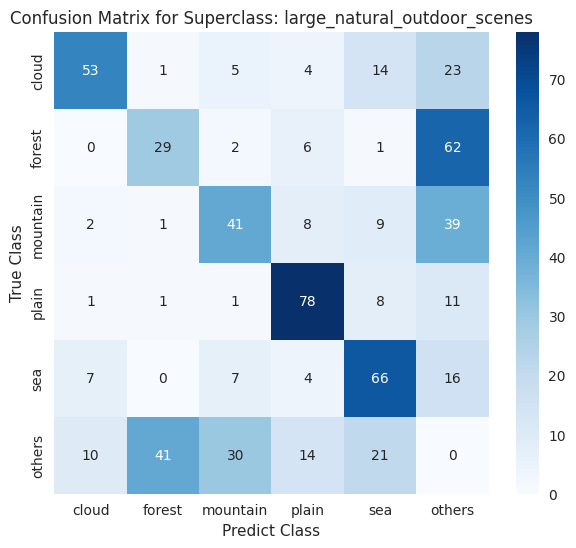 Confusion Matrix for Superclass: large_natural_outdoor_scenes
True Class
cloud 53 1 5 4 14 23
forest 0 29 2 6 1 62
mountain 2 1 41 8 9 39
plain 1 1 1 78 8 11
sea 7 0 7 4 66 16
others 10 41 30 14 21 0
cloud forest mountain plain sea others
Predict Class
70
60
50
40
30
20
10
0